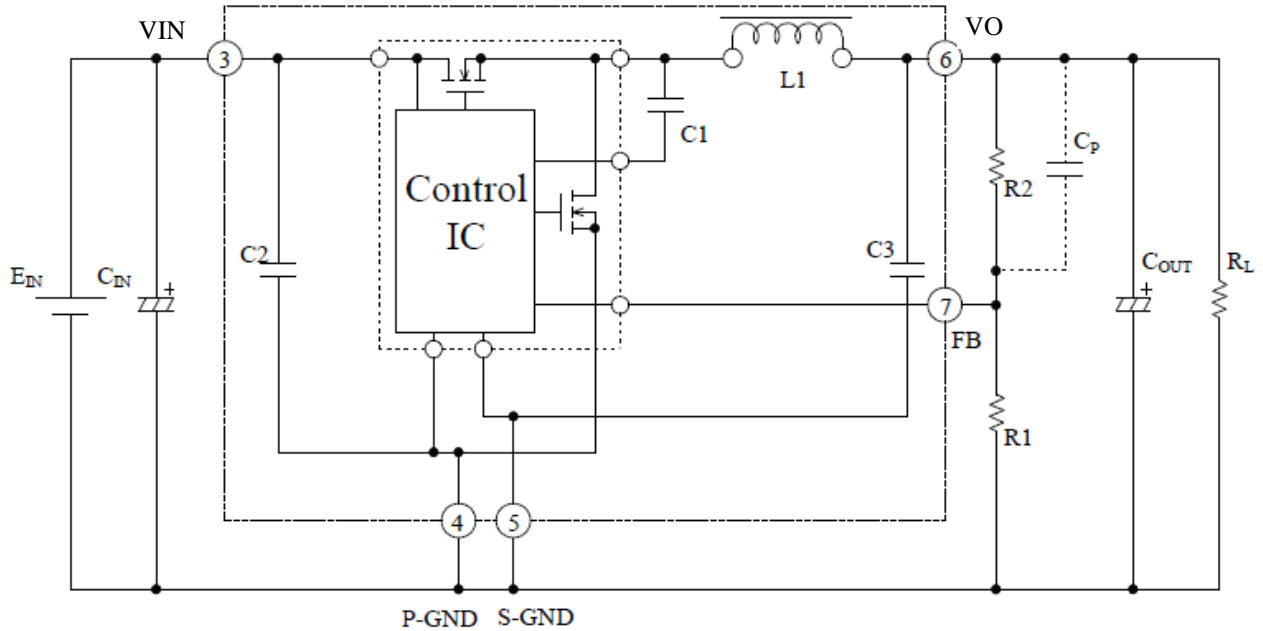 VIN
VO
3
6
L1
C1
CP
R2
Control
IC
C2
C3
EIN
CIN
+
COUT
+
RL
7
FB
R1
4
5
P-GND
S-GND